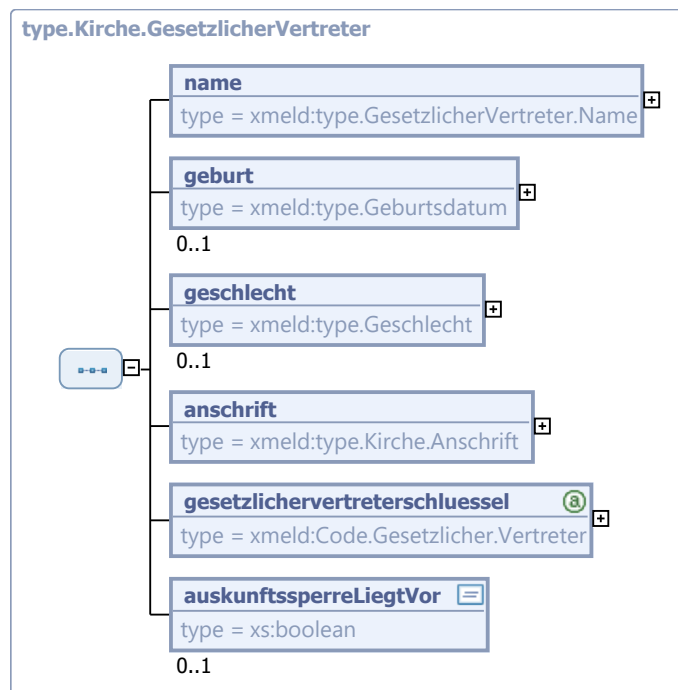 type.Kirche.GesetzlicherVertreter
name
type = xmeld:type.GesetzlicherVertreter.Name
geburt
type = xmeld:type.Geburtsdatum
0..1
geschlecht
type = xmeld:type.Geschlecht
0..1
anschrift
type = xmeld:type.Kirche.Anschrift
gesetzlichervertreterschluessel
type = xmeld:Code.Gesetzlicher.Vertreter
auskunftssperreLiegtVor
type = xs:boolean
0..1